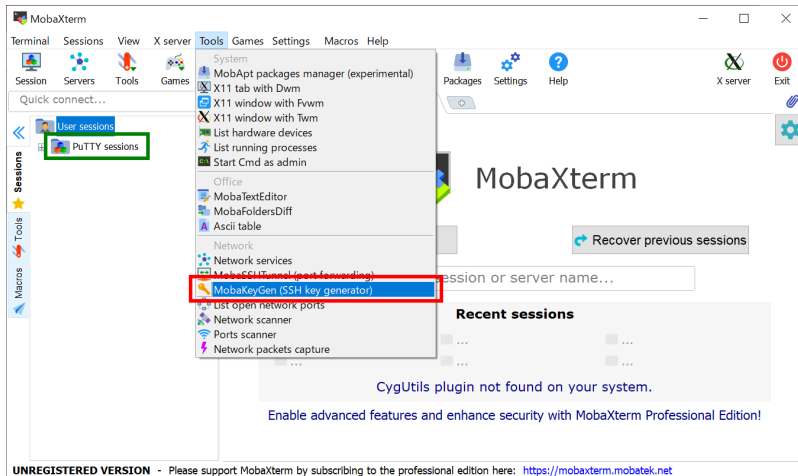 MobaXterm
Terminal Sessions View X server Tools Games Settings Macros Help
Session Servers Tools Games Packages Settings Help X server Exit
Quick connect...
User sessions
PuTTY sessions
Sessions
Tools
Macros
System
MobApt packages manager (experimental)
X11 tab with Dwm
X11 window with Fvwm
X11 window with Twm
List hardware devices
List running processes
Start Cmd as admin
Office
MobaTextEditor
MobaFoldersDiff
Ascii table
Network
Network services
MobaSSHTunnel (port forwarding)
MobaKeyGen (SSH key generator)
List open network ports
Network scanner
Ports scanner
Network packets capture
MobaXterm
Recover previous sessions
ession or server name...
Recent sessions
... ...
... ... ...
CygUtils plugin not found on your system.
Enable advanced features and enhance security with MobaXterm Professional Edition!
UNREGISTERED VERSION - Please support MobaXterm by subscribing to the professional edition here: https://mobaxterm.mobatek.net